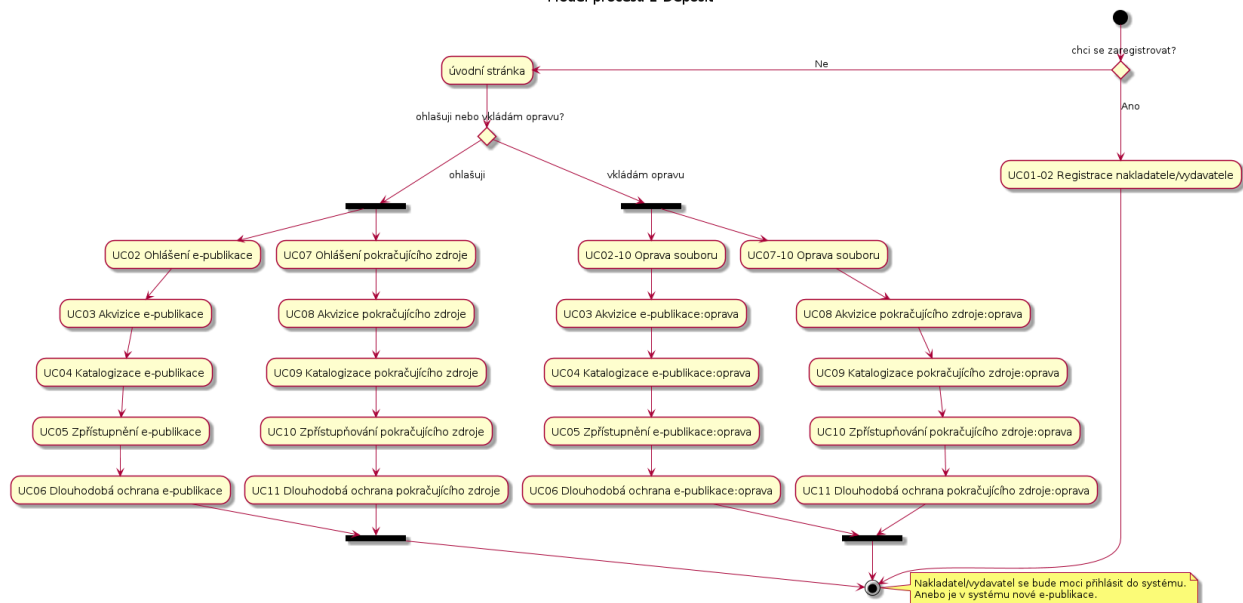 chci se zaregistrovat?
úvodní stránka
Ne
Ano
ohlašuji nebo vkládám opravu?
ohlašuji
vkládám opravu
UC01-02 Registrace nakladatele/vydavatele
UC02 Ohlášení e-publikace
UC07 Ohlášení pokračujícího zdroje
UC02-10 Oprava souboru
UC07-10 Oprava souboru
UC03 Akvizice e-publikace
UC08 Akvizice pokračujícího zdroje
UC03 Akvizice e-publikace:oprava
UC08 Akvizice pokračujícího zdroje:oprava
UC04 Katalogizace e-publikace
UC09 Katalogizace pokračujícího zdroje
UC04 Katalogizace e-publikace:oprava
UC09 Katalogizace pokračujícího zdroje:oprava
UC05 Zpřístupnění e-publikace
UC10 Zpřístupňování pokračujícího zdroje
UC05 Zpřístupnění e-publikace:oprava
UC10 Zpřístupňování pokračujícího zdroje:oprava
UC06 Dlouhodobá ochrana e-publikace
UC11 Dlouhodobá ochrana pokračujícího zdroje
UC06 Dlouhodobá ochrana e-publikace:oprava
UC11 Dlouhodobá ochrana pokračujícího zdroje:oprava
Nakladatel/vydavatel se bude moci přihlásit do systému.
Anebo je v systému nové e-publikace.